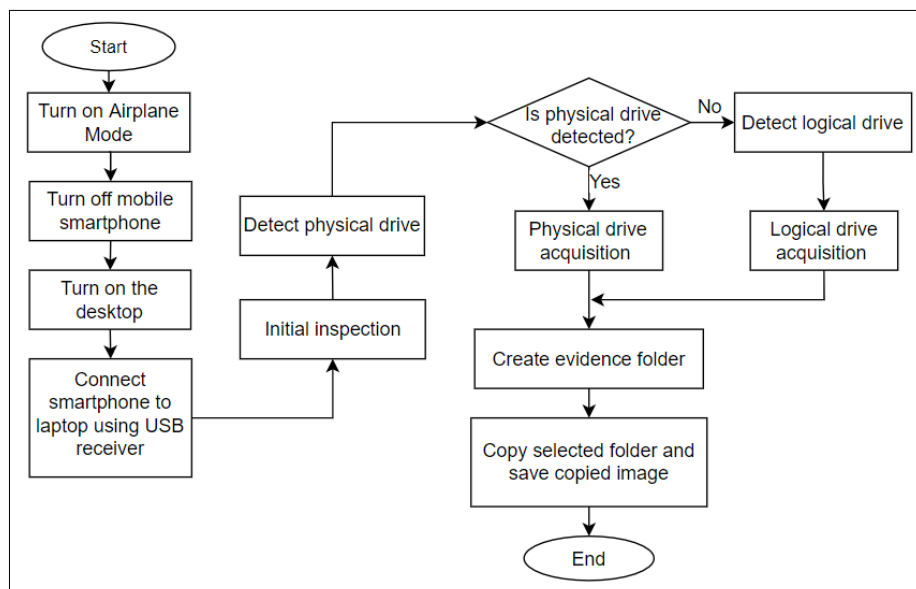 Start
Turn on Airplane
Mode
Turn off mobile
smartphone
Turn on the
desktop
Connect
smartphone to
laptop using USB
receiver
Initial inspection
Detect physical drive
Is physical drive
detected?
No
Detect logical drive
Yes
Physical drive
acquisition
Logical drive
acquisition
Create evidence folder
Copy selected folder and
save copied image
End